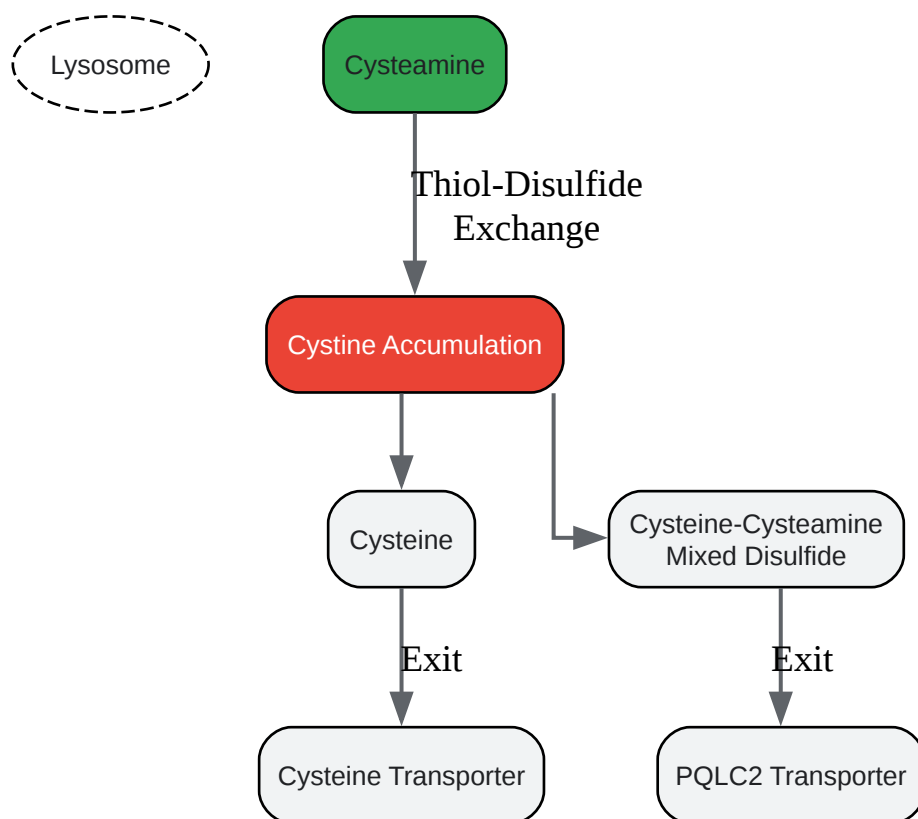 Lysosome
Cysteamine
Thiol-Disulfide
Exchange
Cystine Accumulation
Cysteine
Cysteine-Cysteamine
Mixed Disulfide
Exit
Exit
Cysteine Transporter
PQLC2 Transporter